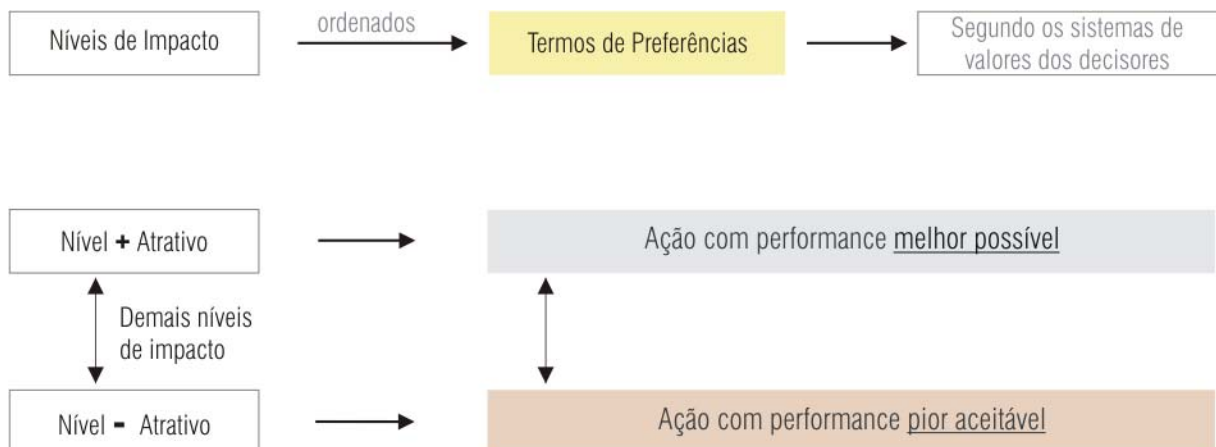 Níveis de Impacto
ordenados
Termos de Preferências
Segundo os sistemas de
valores dos decisores
Nível + Atrativo
Ação com performance melhor possível
Demais níveis
de impacto
Nível - Atrativo
Ação com performance pior aceitável